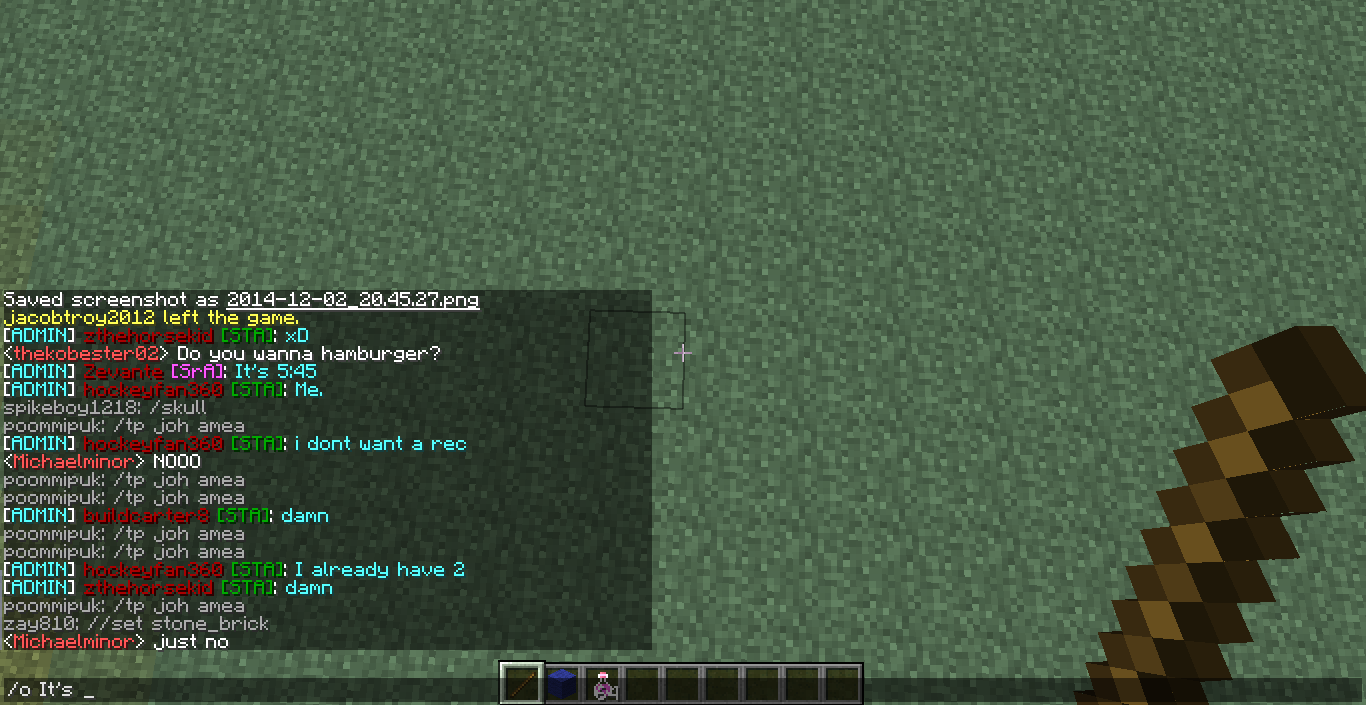 Saved screenshot as 2014-12-02_20.45.27.png
jacobtroy2012 left the game.
[ADMIN] zthehorsekid [STA]: xD
<thekobester02> Do you wanna hamburger?
[ADMIN] Zevante [SrA]: It's 5:45
[ADMIN] hockeyfan360 [STA]: Me.
spikeboy1218: /skull
poommipuk: /tp joh amea
[ADMIN] hockeyfan360 [STA]: i dont want a rec
<Michaelminor> NOOO
poommipuk: /tp joh amea
poommipuk: /tp joh amea
[ADMIN] buildcarter8 [STA]: damn
poommipuk: /tp joh amea
poommipuk: /tp joh amea
[ADMIN] hockeyfan360 [STA]: I already have 2
[ADMIN] zthehorsekid [STA]: damn
poommipuk: /tp joh amea
zay810: //set stone_brick
<Michaelminor> just no
/o It's _
64